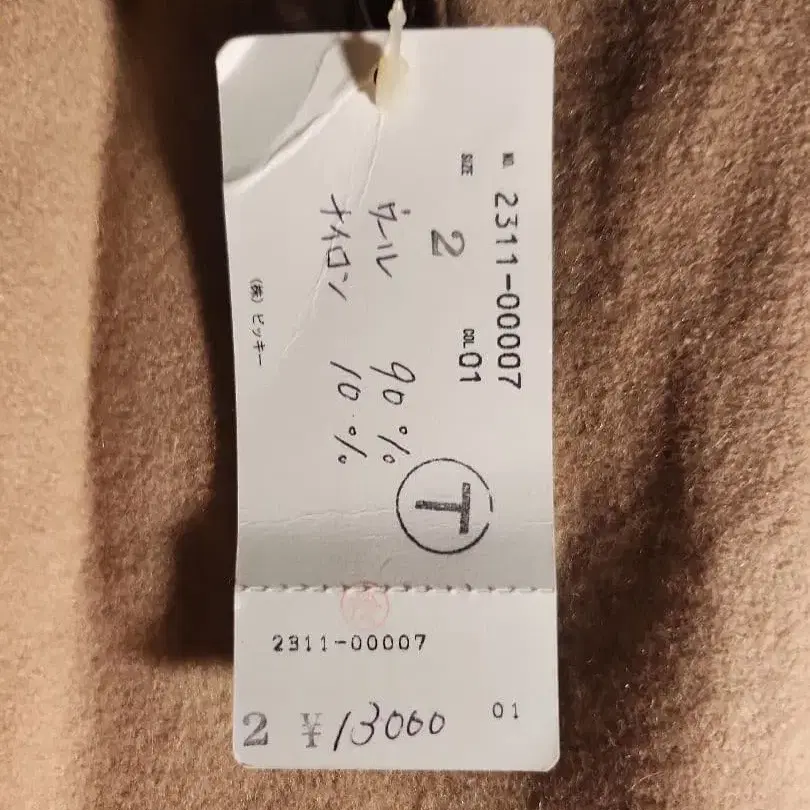 NO. 2311-00007
SIZE 2 COL 01
ウール 90%
ナイロン 10%
T
(株) ビッキー
2311-00007
2 ¥13000 01